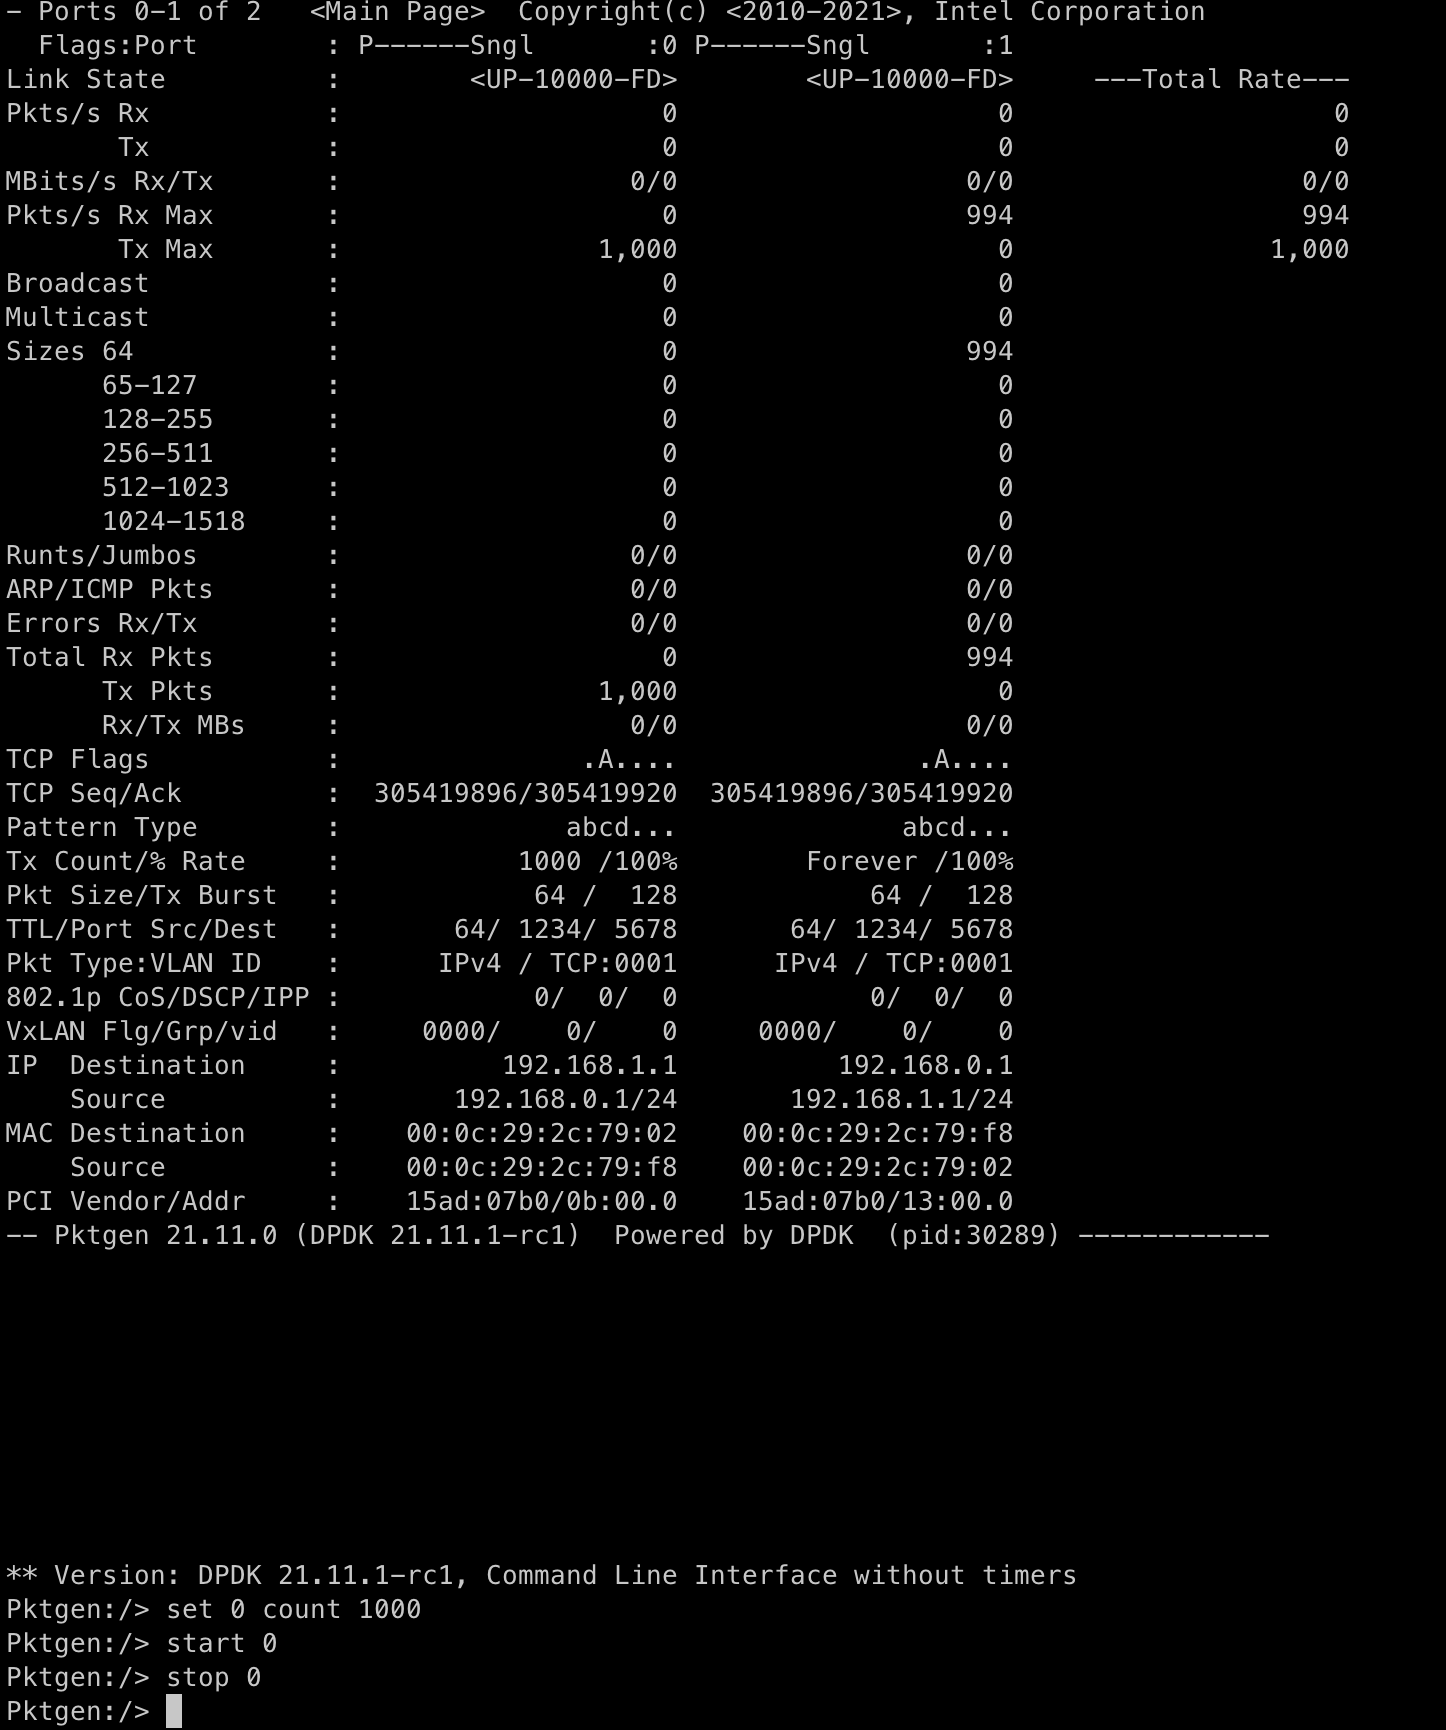 - Ports 0-1 of 2   <Main Page>  Copyright(c) <2010-2021>, Intel Corporation
  Flags:Port        : P------Sngl       :0 P------Sngl       :1
Link State          :        <UP-10000-FD>        <UP-10000-FD>     ---Total Rate---
Pkts/s Rx           :                    0                    0                    0
       Tx           :                    0                    0                    0
MBits/s Rx/Tx       :                  0/0                  0/0                  0/0
Pkts/s Rx Max       :                    0                  994                  994
       Tx Max       :                1,000                    0                1,000
Broadcast           :                    0                    0
Multicast           :                    0                    0
Sizes 64            :                    0                  994
      65-127        :                    0                    0
      128-255       :                    0                    0
      256-511       :                    0                    0
      512-1023      :                    0                    0
      1024-1518     :                    0                    0
Runts/Jumbos        :                  0/0                  0/0
ARP/ICMP Pkts       :                  0/0                  0/0
Errors Rx/Tx        :                  0/0                  0/0
Total Rx Pkts       :                    0                  994
      Tx Pkts       :                1,000                    0
      Rx/Tx MBs     :                  0/0                  0/0
TCP Flags           :               .A....               .A....
TCP Seq/Ack         :  305419896/305419920  305419896/305419920
Pattern Type        :              abcd...              abcd...
Tx Count/% Rate     :           1000 /100%        Forever /100%
Pkt Size/Tx Burst   :            64 /  128            64 /  128
TTL/Port Src/Dest   :       64/ 1234/ 5678       64/ 1234/ 5678
Pkt Type:VLAN ID    :      IPv4 / TCP:0001      IPv4 / TCP:0001
802.1p CoS/DSCP/IPP :            0/  0/  0            0/  0/  0
VxLAN Flg/Grp/vid   :     0000/    0/    0     0000/    0/    0
IP  Destination     :          192.168.1.1          192.168.0.1
    Source          :       192.168.0.1/24       192.168.1.1/24
MAC Destination     :    00:0c:29:2c:79:02    00:0c:29:2c:79:f8
    Source          :    00:0c:29:2c:79:f8    00:0c:29:2c:79:02
PCI Vendor/Addr     :    15ad:07b0/0b:00.0    15ad:07b0/13:00.0
-- Pktgen 21.11.0 (DPDK 21.11.1-rc1)  Powered by DPDK  (pid:30289) ------------
** Version: DPDK 21.11.1-rc1, Command Line Interface without timers
Pktgen:/> set 0 count 1000
Pktgen:/> start 0
Pktgen:/> stop 0
Pktgen:/>